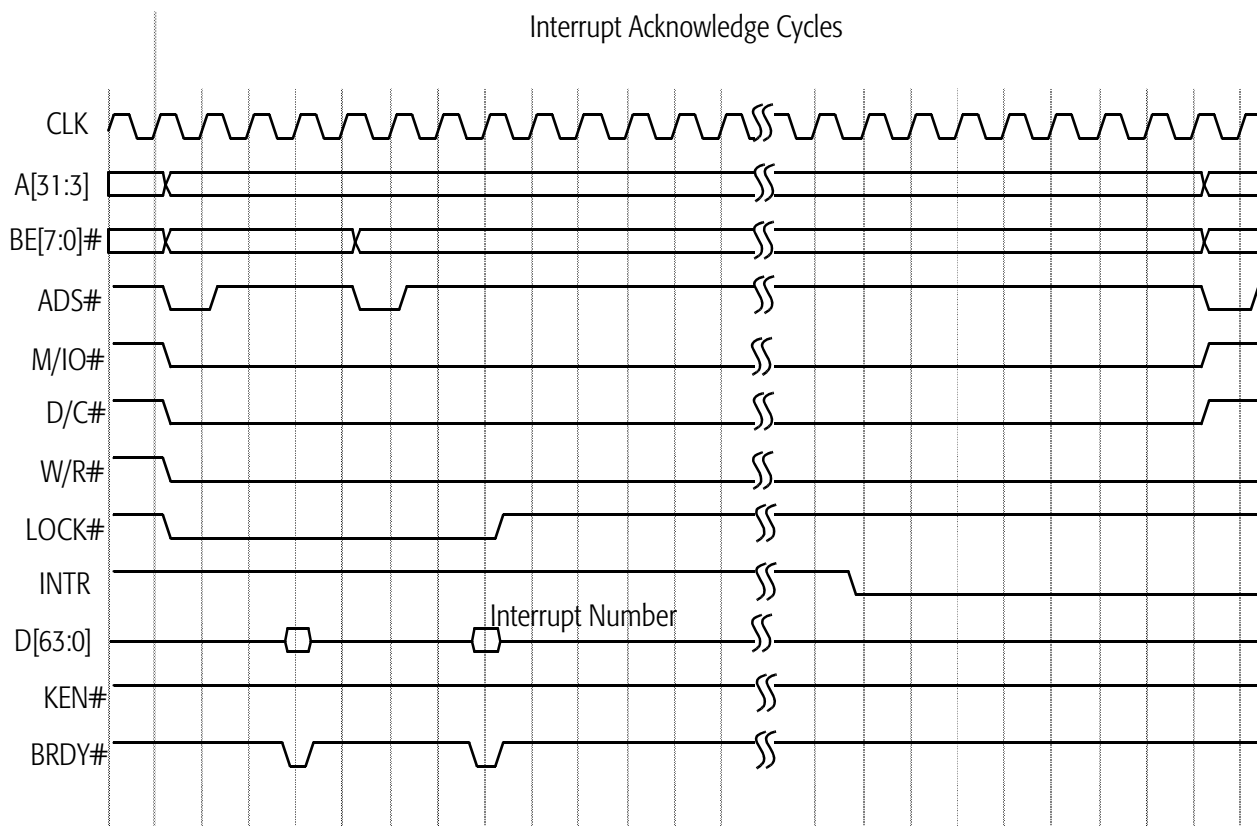 Interrupt Acknowledge Cycles
CLK
A[31:3]
BE[7:0]#
ADS#
M/IO#
D/C#
W/R#
LOCK#
INTR
Interrupt Number
D[63:0]
KEN#
BRDY#